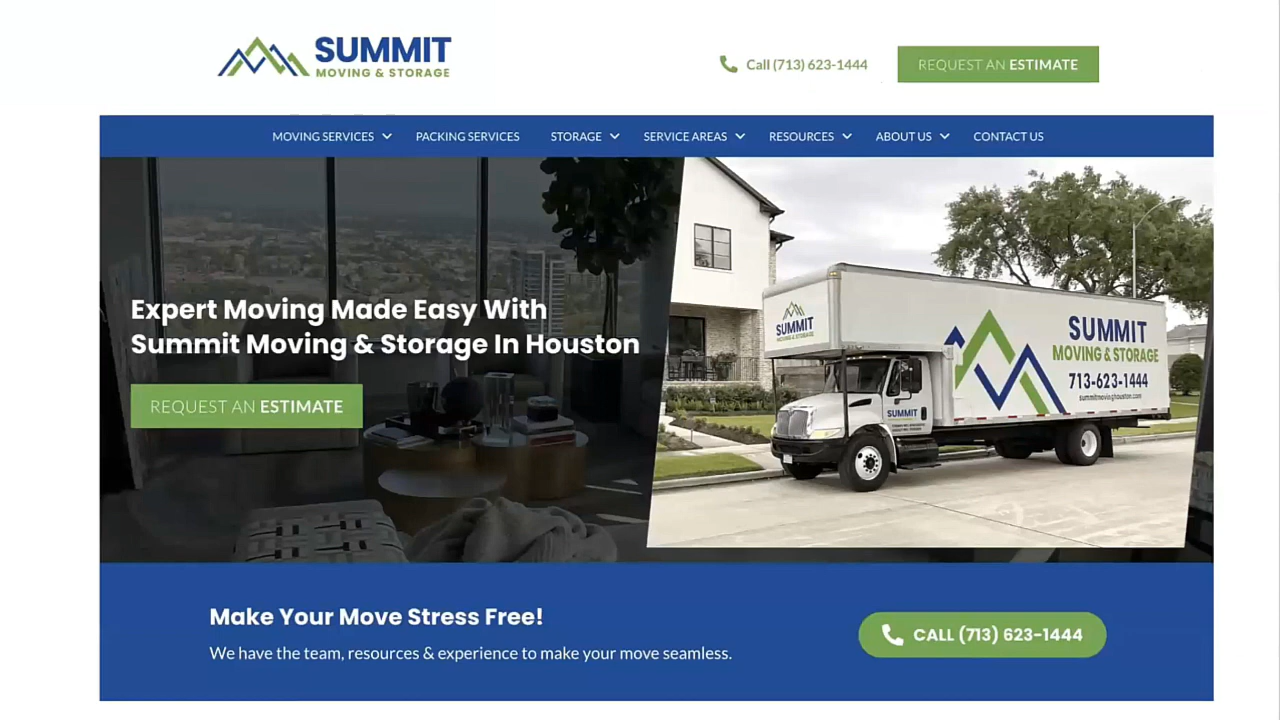 SUMMIT
MOVING & STORAGE
Call (713) 623-1444
REQUEST AN ESTIMATE
MOVING SERVICES
PACKING SERVICES
STORAGE
SERVICE AREAS
RESOURCES
ABOUT US
CONTACT US
Expert Moving Made Easy With
Summit Moving & Storage In Houston
REQUEST AN ESTIMATE
SUMMIT
MOVING & STORAGE
SUMMIT
MOVING & STORAGE
713-623-1444
summitmovinghouston.com
SUMMIT
Make Your Move Stress Free!
We have the team, resources & experience to make your move seamless.
CALL (713) 623-1444